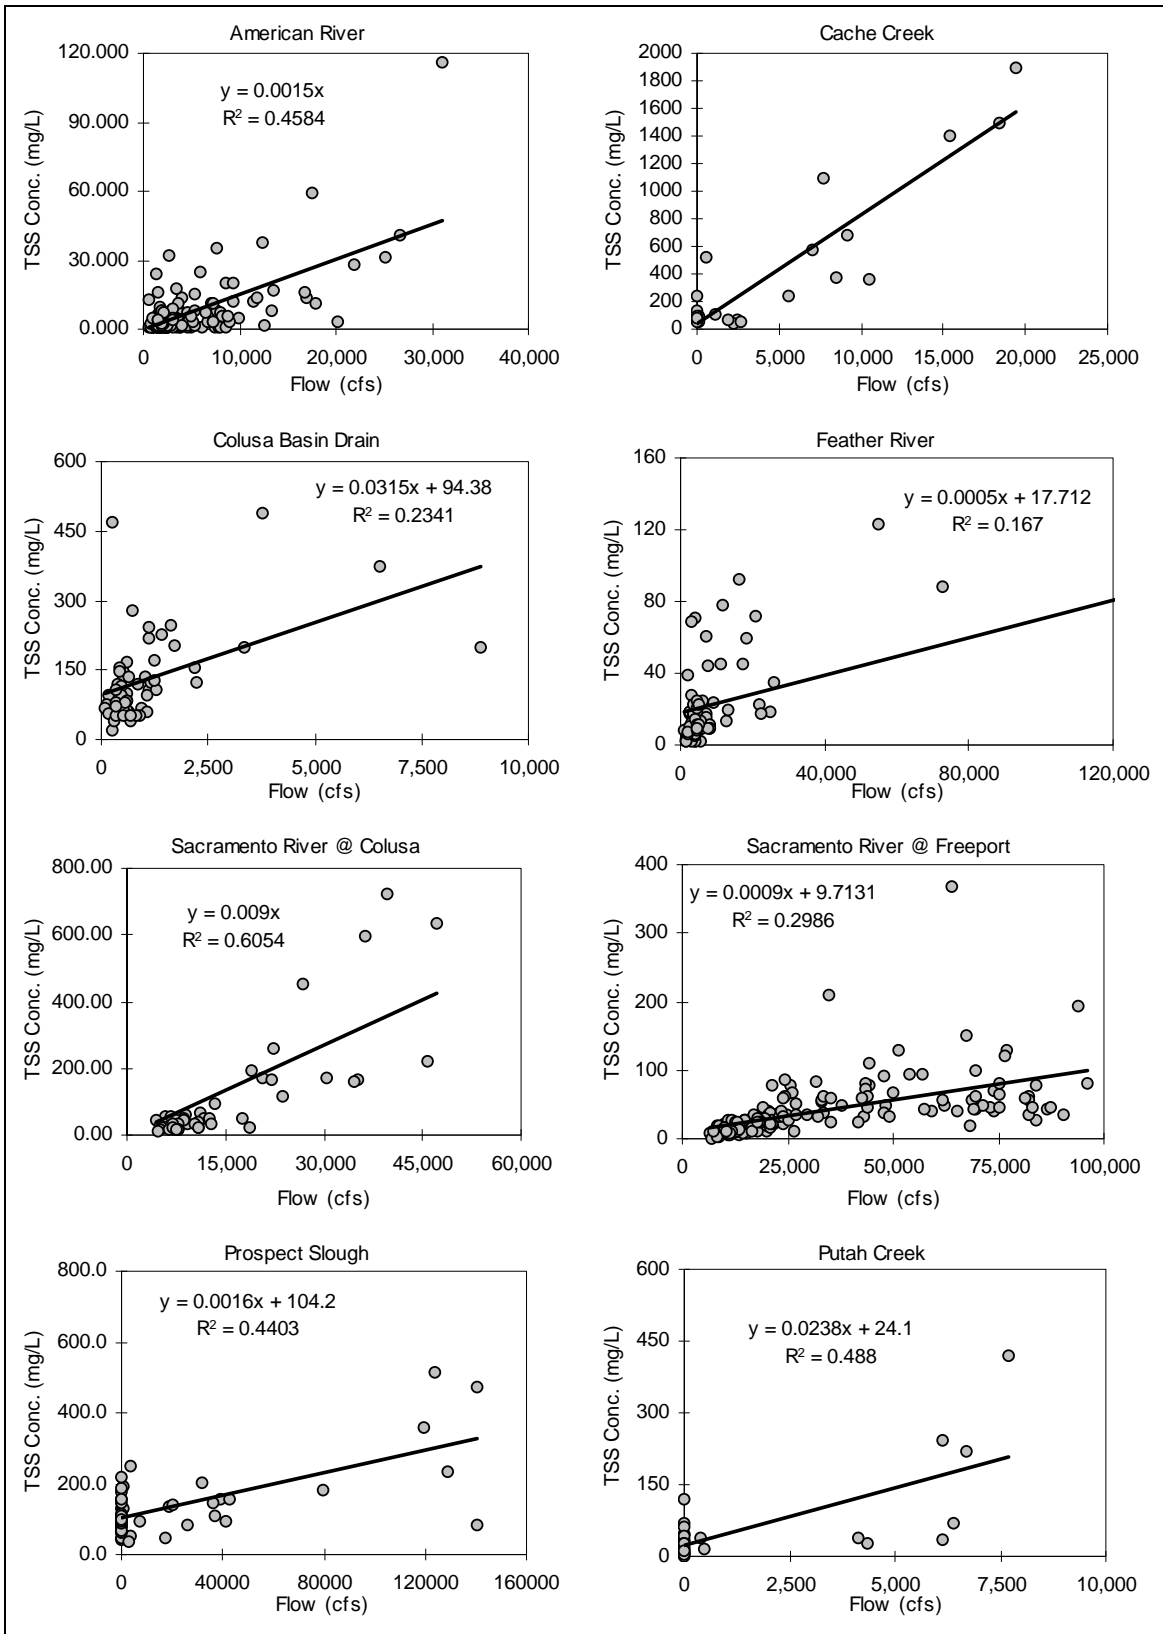 American River
120.000
90.000
60.000
30.000
0.000
TSS Conc. (mg/L)
y = 0.0015x
R² = 0.4584
0
10,000
20,000
30,000
40,000
Flow (cfs)
Cache Creek
2000
1800
1600
1400
1200
1000
800
600
400
200
0
TSS Conc. (mg/L)
0
5,000
10,000
15,000
20,000
25,000
Flow (cfs)
Colusa Basin Drain
600
450
300
150
0
TSS Conc. (mg/L)
y = 0.0315x + 94.38
R² = 0.2341
0
2,500
5,000
7,500
10,000
Flow (cfs)
Feather River
160
120
80
40
0
TSS Conc. (mg/L)
y = 0.0005x + 17.712
R² = 0.167
0
40,000
80,000
120,000
Flow (cfs)
Sacramento River @ Colusa
800.00
600.00
400.00
200.00
0.00
TSS Conc. (mg/L)
y = 0.009x
R² = 0.6054
0
15,000
30,000
45,000
60,000
Flow (cfs)
Sacramento River @ Freeport
400
300
200
100
0
TSS Conc. (mg/L)
y = 0.0009x + 9.7131
R² = 0.2986
0
25,000
50,000
75,000
100,000
Flow (cfs)
Prospect Slough
800.0
600.0
400.0
200.0
0.0
TSS Conc. (mg/L)
y = 0.0016x + 104.2
R² = 0.4403
0
40000
80000
120000
160000
Flow (cfs)
Putah Creek
600
450
300
150
0
TSS Conc. (mg/L)
y = 0.0238x + 24.1
R² = 0.488
0
2,500
5,000
7,500
10,000
Flow (cfs)